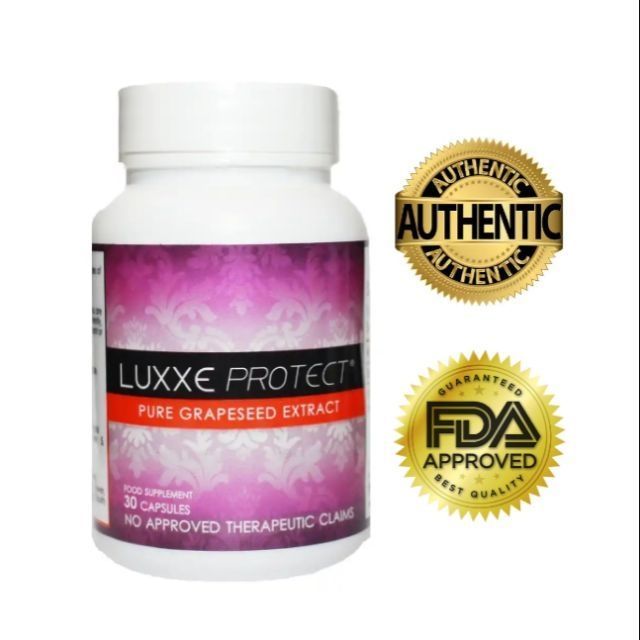 LUXXE PROTECT®
PURE GRAPESEED EXTRACT
FOOD SUPPLEMENT
30 CAPSULES
NO APPROVED THERAPEUTIC CLAIMS
AUTHENTIC
AUTHENTIC
AUTHENTIC
GUARANTEED
FDA
APPROVED
BEST QUALITY